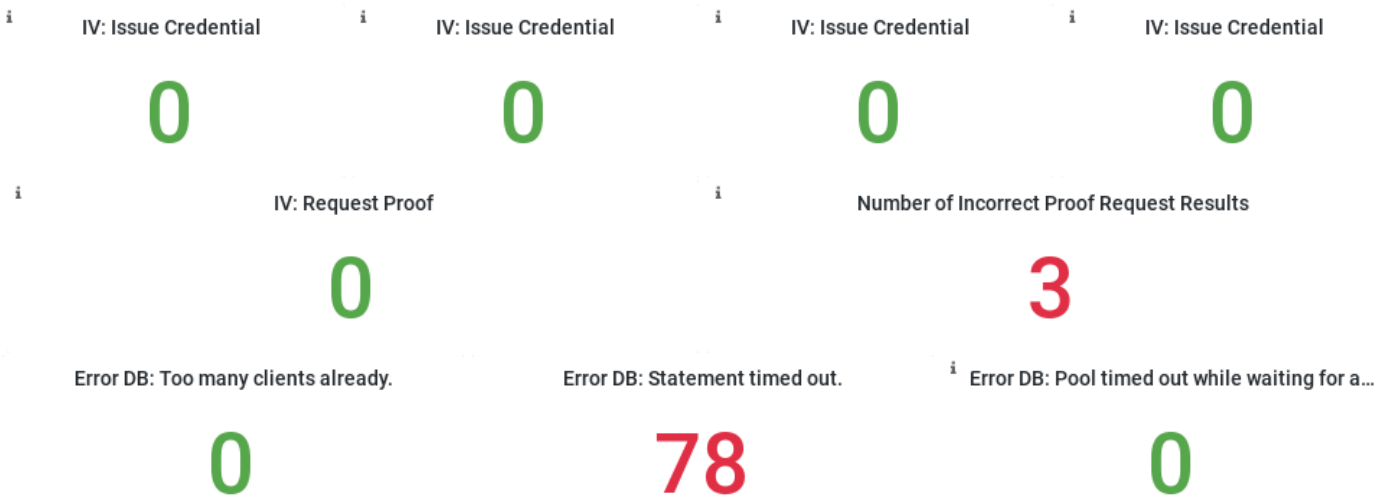 i IV: Issue Credential i IV: Issue Credential i IV: Issue Credential i IV: Issue Credential
0 0 0 0
i IV: Request Proof i Number of Incorrect Proof Request Results
0 3
Error DB: Too many clients already. Error DB: Statement timed out. i Error DB: Pool timed out while waiting for a...
0 78 0